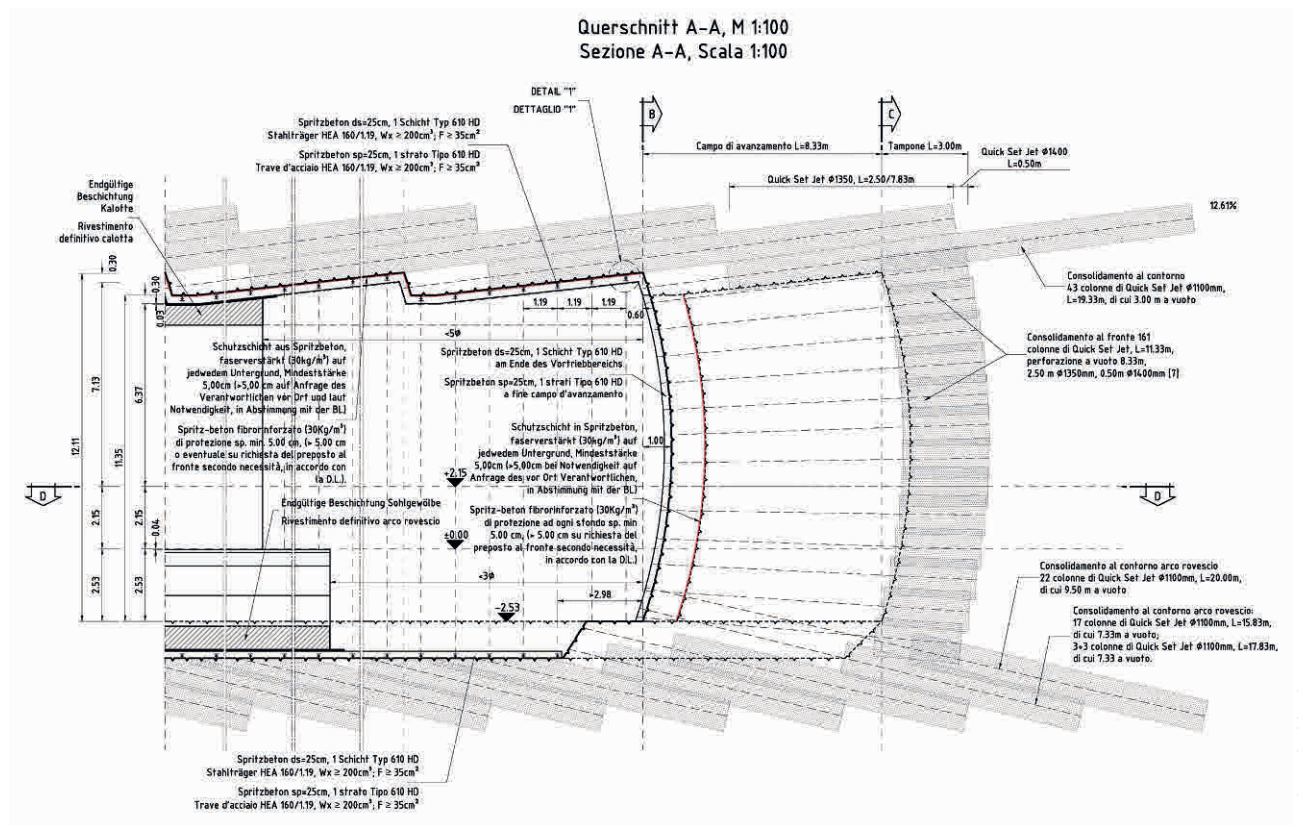 Querschnitt A-A, M 1:100
Sezione A-A, Scala 1:100
DETAIL "1"
DETTAGLIO "1"
B
C
Spritzbeton ds=25cm, 1 Schicht Typ 610 HD
Stahlträger HEA 160/1.19, Wx ≥ 200cm³; F ≥ 35cm²
Spritzbeton sp=25cm, 1 strato Tipo 610 HD
Trave d'acciaio HEA 160/1.19, Wx ≥ 200cm³; F ≥ 35cm²
Campo di avanzamento L=8.33m
Tampone L=3.00m
Quick Set Jet Φ1400
L=0.50m
Quick Set Jet Φ1350, L=2.50/7.83m
Endgültige
Beschichtung
Kalotte
Rivestimento
definitivo calotta
12.61%
0.30
0.30
0.03
Consolidamento al contorno
43 colonne di Quick Set Jet Φ1100mm,
L=19.33m, di cui 3.00 m a vuoto
1.19
1.19
1.19
0.60
<5Φ
Consolidamento al fronte 161
colonne di Quick Set Jet, L=11.33m,
perforazione a vuoto 8.33m,
2.50 m Φ1350mm, 0.50m Φ1400mm [7]
Schutzschicht aus Spritzbeton,
faserverstärkt (30kg/m³) auf
jedwedem Untergrund, Mindeststärke
5,00cm (>5,00 cm auf Anfrage des
Verantwortlichen vor Ort und laut
Notwendigkeit, in Abstimmung mit der BL)
Spritz-beton fibrorinforzato (30Kg/m³)
di protezione sp. min. 5.00 cm, (> 5.00 cm
o eventuale su richiesta del preposto al
fronte secondo necessità, in accordo con
la D.L.).
Spritzbeton ds=25cm, 1 Schicht Typ 610 HD
am Ende des Vortriebbereichs
Spritzbeton sp=25cm, 1 strati Tipo 610 HD
a fine campo d'avanzamento
Schutzschicht in Spritzbeton,
faserverstärkt (30kg/m³) auf
jedwedem Untergrund, Mindeststärke
5,00cm (>5,00cm bei Notwendigkeit auf
Anfrage des vor Ort Verantwortlichen,
in Abstimmung mit der BL)
Spritz-beton fibrorinforzato (30Kg/m³)
di protezione ad ogni sfondo sp. min
5.00 cm, (> 5.00 cm su richiesta del
preposto al fronte secondo necessità,
in accordo con la D.L.).
1.00
12.11
7.13
11.35
6.37
D
D
+2.15
2.15
2.15
0.04
±0.00
Endgültige Beschichtung Sohlgewölbe
Rivestimento definitivo arco rovescio
2.53
2.53
<3Φ
>2.98
-2.53
Consolidamento al contorno arco rovescio
22 colonne di Quick Set Jet Φ1100mm, L=20.00m,
di cui 9.50 m a vuoto
Consolidamento al contorno arco rovescio:
17 colonne di Quick Set Jet Φ1100mm, L=15.83m,
di cui 7.33m a vuoto;
3+3 colonne di Quick Set Jet Φ1100mm, L=17.83m,
di cui 7.33 a vuoto.
Spritzbeton ds=25cm, 1 Schicht Typ 610 HD
Stahlträger HEA 160/1.19, Wx ≥ 200cm³; F ≥ 35cm²
Spritzbeton sp=25cm, 1 strato Tipo 610 HD
Trave d'acciaio HEA 160/1.19, Wx ≥ 200cm³; F ≥ 35cm²